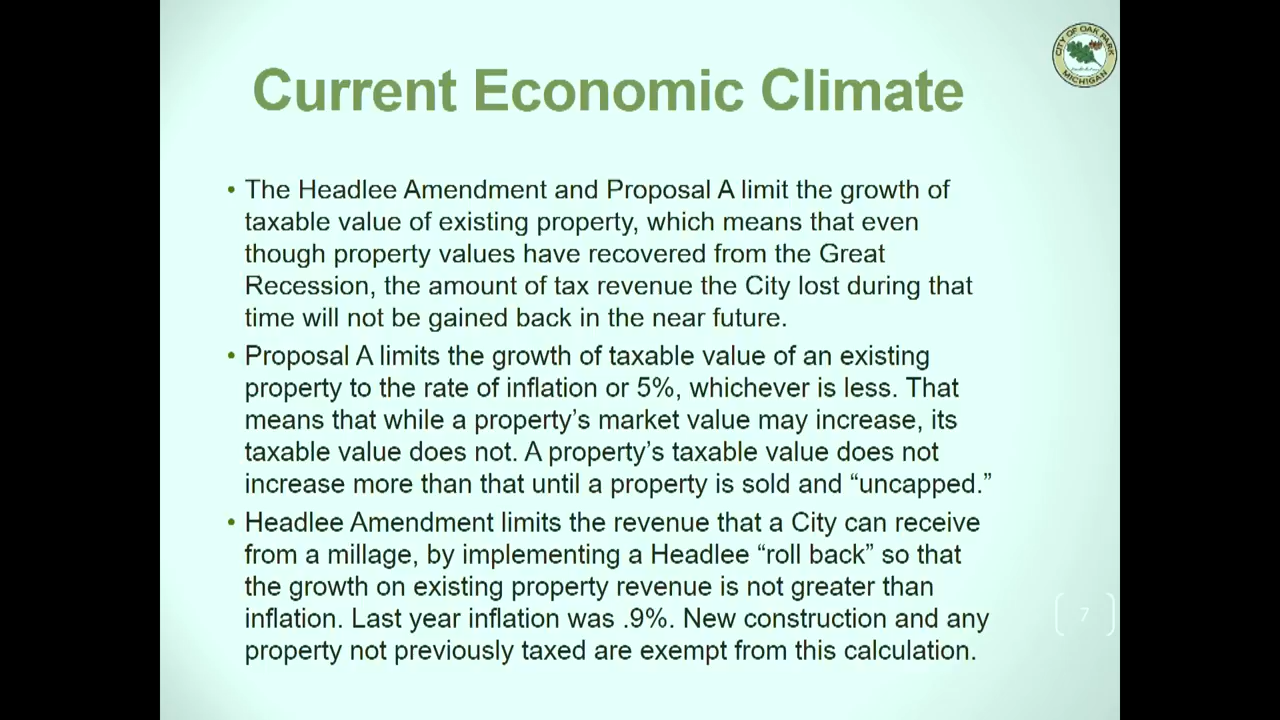 CITY OF OAK PARK
MICHIGAN
Current Economic Climate
• The Headlee Amendment and Proposal A limit the growth of
taxable value of existing property, which means that even
though property values have recovered from the Great
Recession, the amount of tax revenue the City lost during that
time will not be gained back in the near future.
• Proposal A limits the growth of taxable value of an existing
property to the rate of inflation or 5%, whichever is less. That
means that while a property’s market value may increase, its
taxable value does not. A property’s taxable value does not
increase more than that until a property is sold and “uncapped.”
• Headlee Amendment limits the revenue that a City can receive
from a millage, by implementing a Headlee “roll back” so that
the growth on existing property revenue is not greater than
inflation. Last year inflation was .9%. New construction and any
property not previously taxed are exempt from this calculation.
7